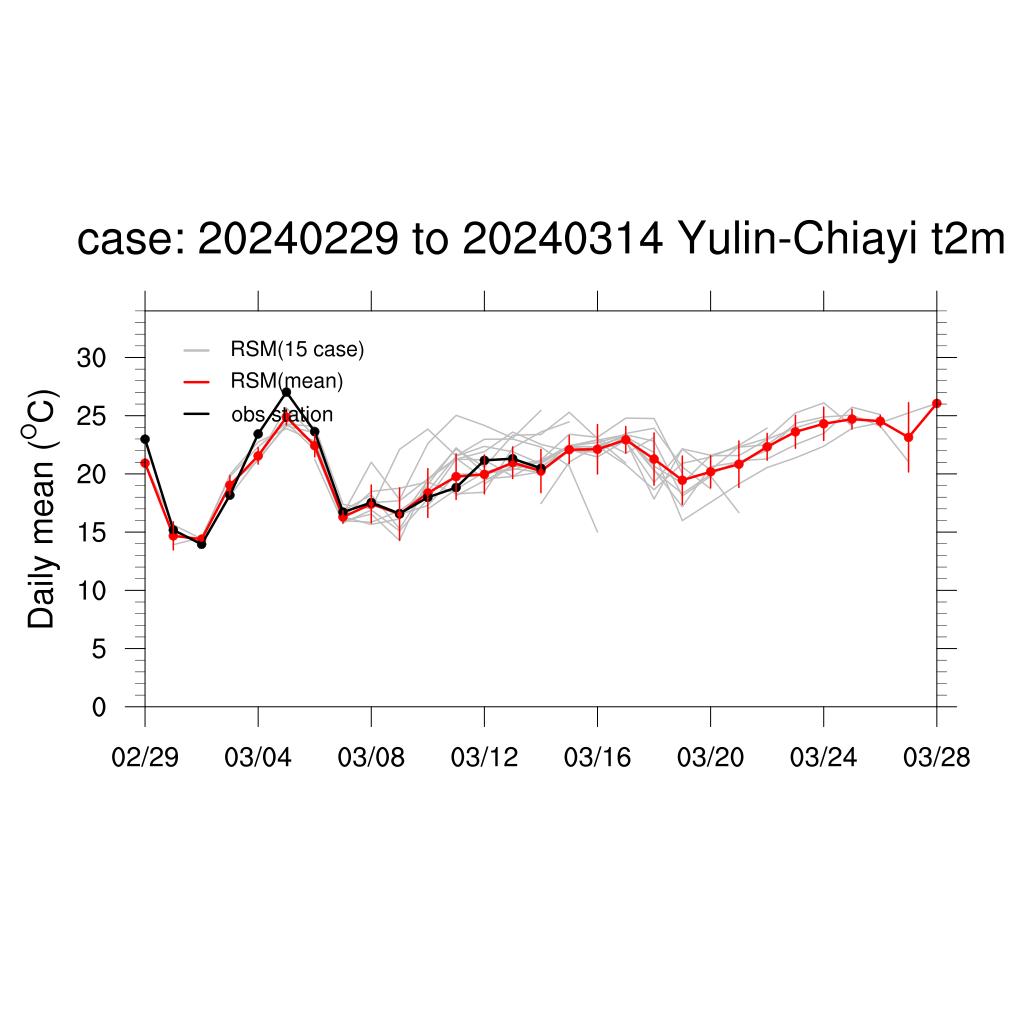 case: 20240229 to 20240314 Yulin-Chiayi t2m
RSM(15 case)
RSM(mean)
obs station
Daily mean (OC)
30
25
20
15
10
5
0
02/29 03/04 03/08 03/12 03/16 03/20 03/24 03/28